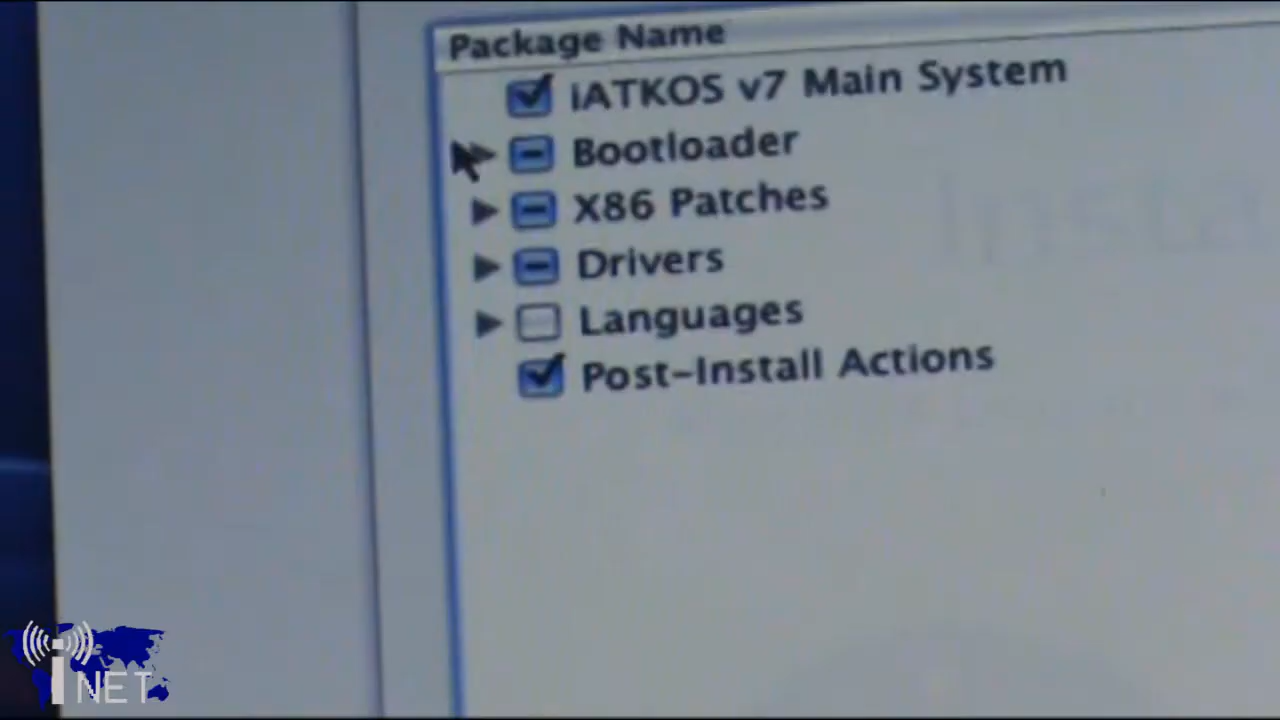 Package Name
iATKOS v7 Main System
Bootloader
X86 Patches
Drivers
Languages
Post-Install Actions
i NET